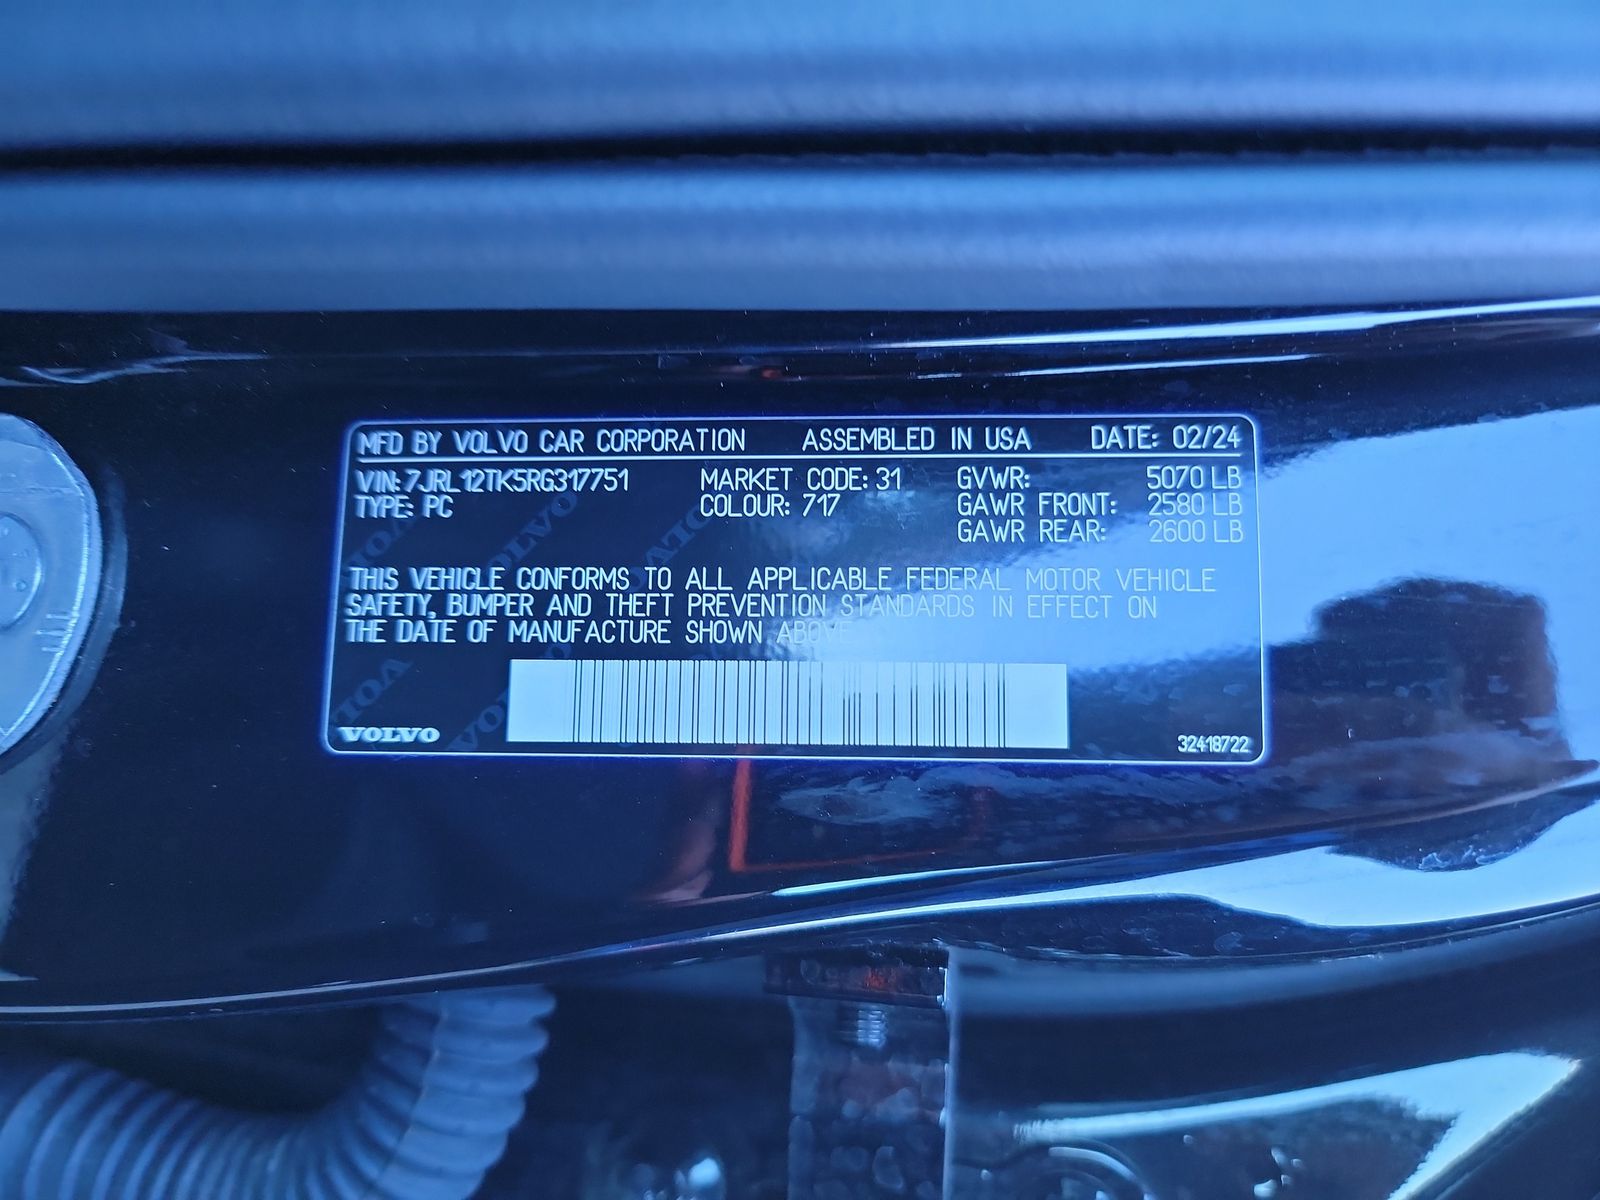 MFD BY VOLVO CAR CORPORATION ASSEMBLED IN USA DATE: 02/24
VIN: 7JRL12TK5RG317751 MARKET CODE: 31 GVWR: 5070 LB
TYPE: PC COLOUR: 717 GAWR FRONT: 2580 LB
GAWR REAR: 2600 LB
THIS VEHICLE CONFORMS TO ALL APPLICABLE FEDERAL MOTOR VEHICLE
SAFETY, BUMPER AND THEFT PREVENTION STANDARDS IN EFFECT ON
THE DATE OF MANUFACTURE SHOWN ABOVE
VOLVO
32418722